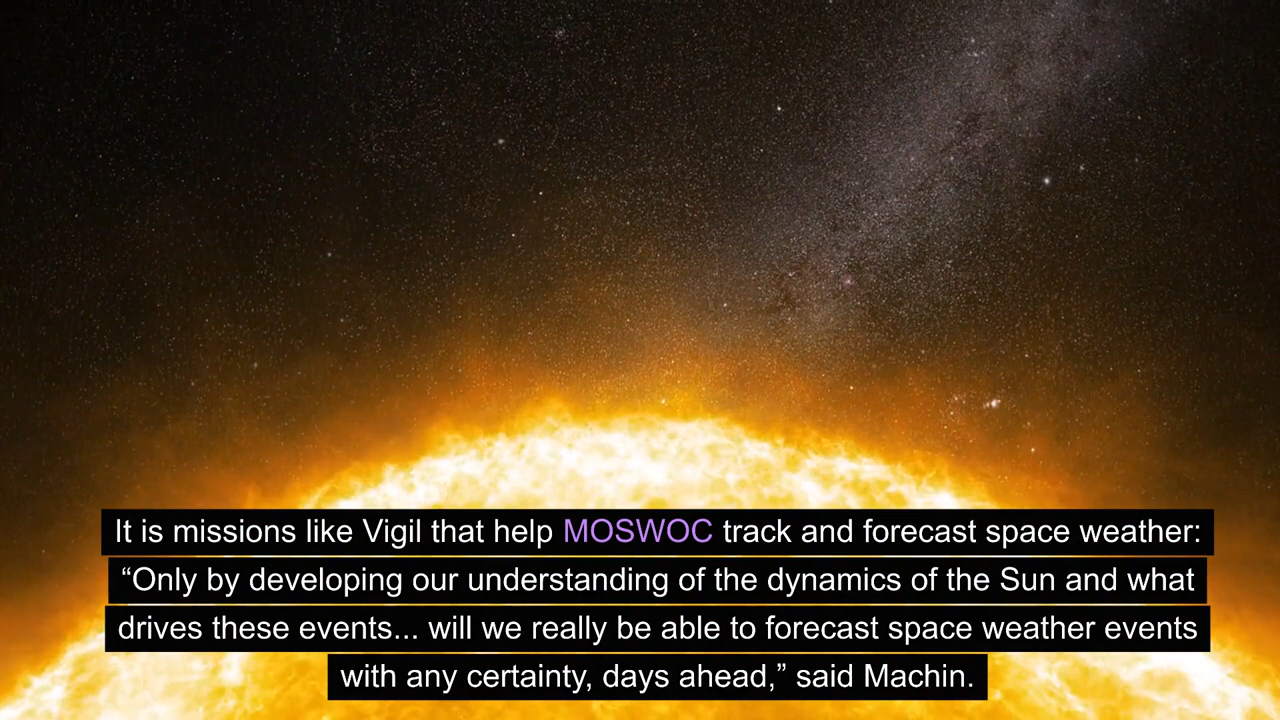 It is missions like Vigil that help MOSWOC track and forecast space weather:
“Only by developing our understanding of the dynamics of the Sun and what
drives these events... will we really be able to forecast space weather events
with any certainty, days ahead,” said Machin.